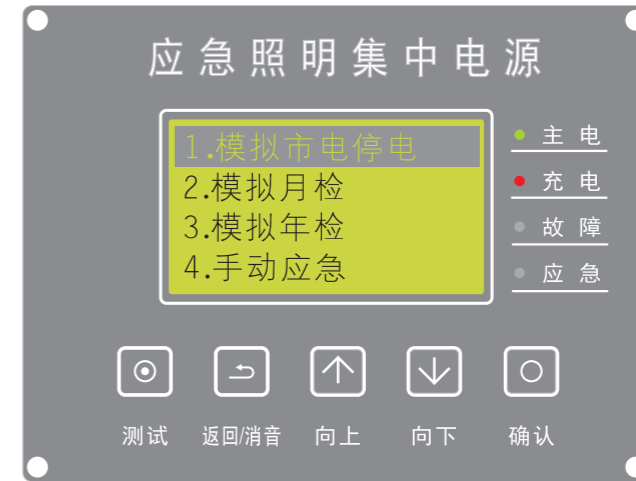 应急照明集中电源
1.模拟市电停电
2.模拟月检
3.模拟年检
4.手动应急
主电
充电
故障
应急
测试 返回/消音 向上 向下 确认